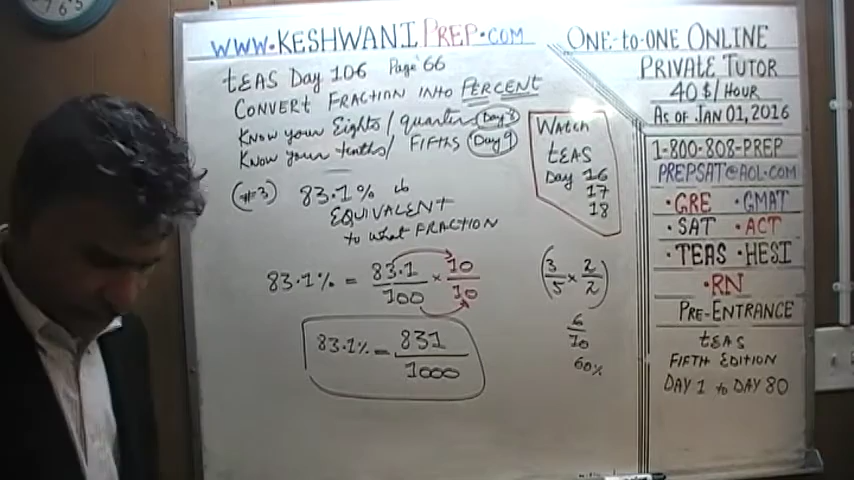 WWW.KESHWANIPREP.COM
tEAS Day 106 Page 66
CONVERT FRACTION INTO PERCENT
KNOW YOUR EIGHTS/QUARTERS Day 8
KNOW YOUR tENTHS/ FIFTHS Day 9
WATCH
tEAS
DAY 16
17
18
(#3) 83.1% is
EQUIVALENT
to what FRACTION
83.1% = 83.1/100 × 10/10
(3/5 × 2/2)
6/10
60%
83.1% = 831/1000
ONE-to-ONE ONLINE
PRIVATE TUTOR
40$/HOUR
AS OF JAN 01, 2016
1-800-808-PREP
PREPSAT@AOL.COM
•GRE •GMAT
•SAT •ACT
•TEAS •HESI
•RN
PRE-ENTRANCE
tEAS
FIFTH EDITION
DAY 1 to DAY 80
7 6 5